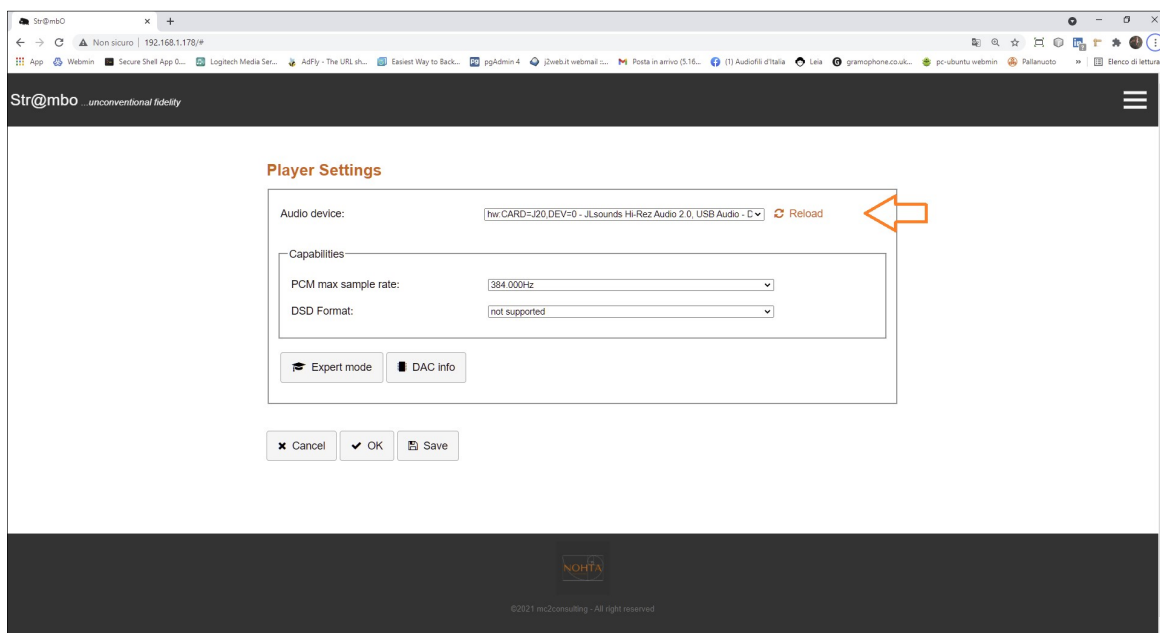 Str@mbO
Non sicuro | 192.168.1.178/#
App Webmin Secure Shell App 0... Logitech Media Ser... AdFly - The URL sh... Easiest Way to Back... pgAdmin 4 j2web.it webmail ::... Posta in arrivo (5.16... (1) Audiofili d'Italia Leia gramophone.co.uk... pc-ubuntu webmin Pallanuoto » Elenco di lettura
Str@mbo ...unconventional fidelity
Player Settings
Audio device: hw:CARD=J20,DEV=0 - JLsounds Hi-Rez Audio 2.0, USB Audio - D Reload
Capabilities
PCM max sample rate: 384.000Hz
DSD Format: not supported
Expert mode DAC info
Cancel OK Save
NOHTA
©2021 mc2consulting - All right reserved